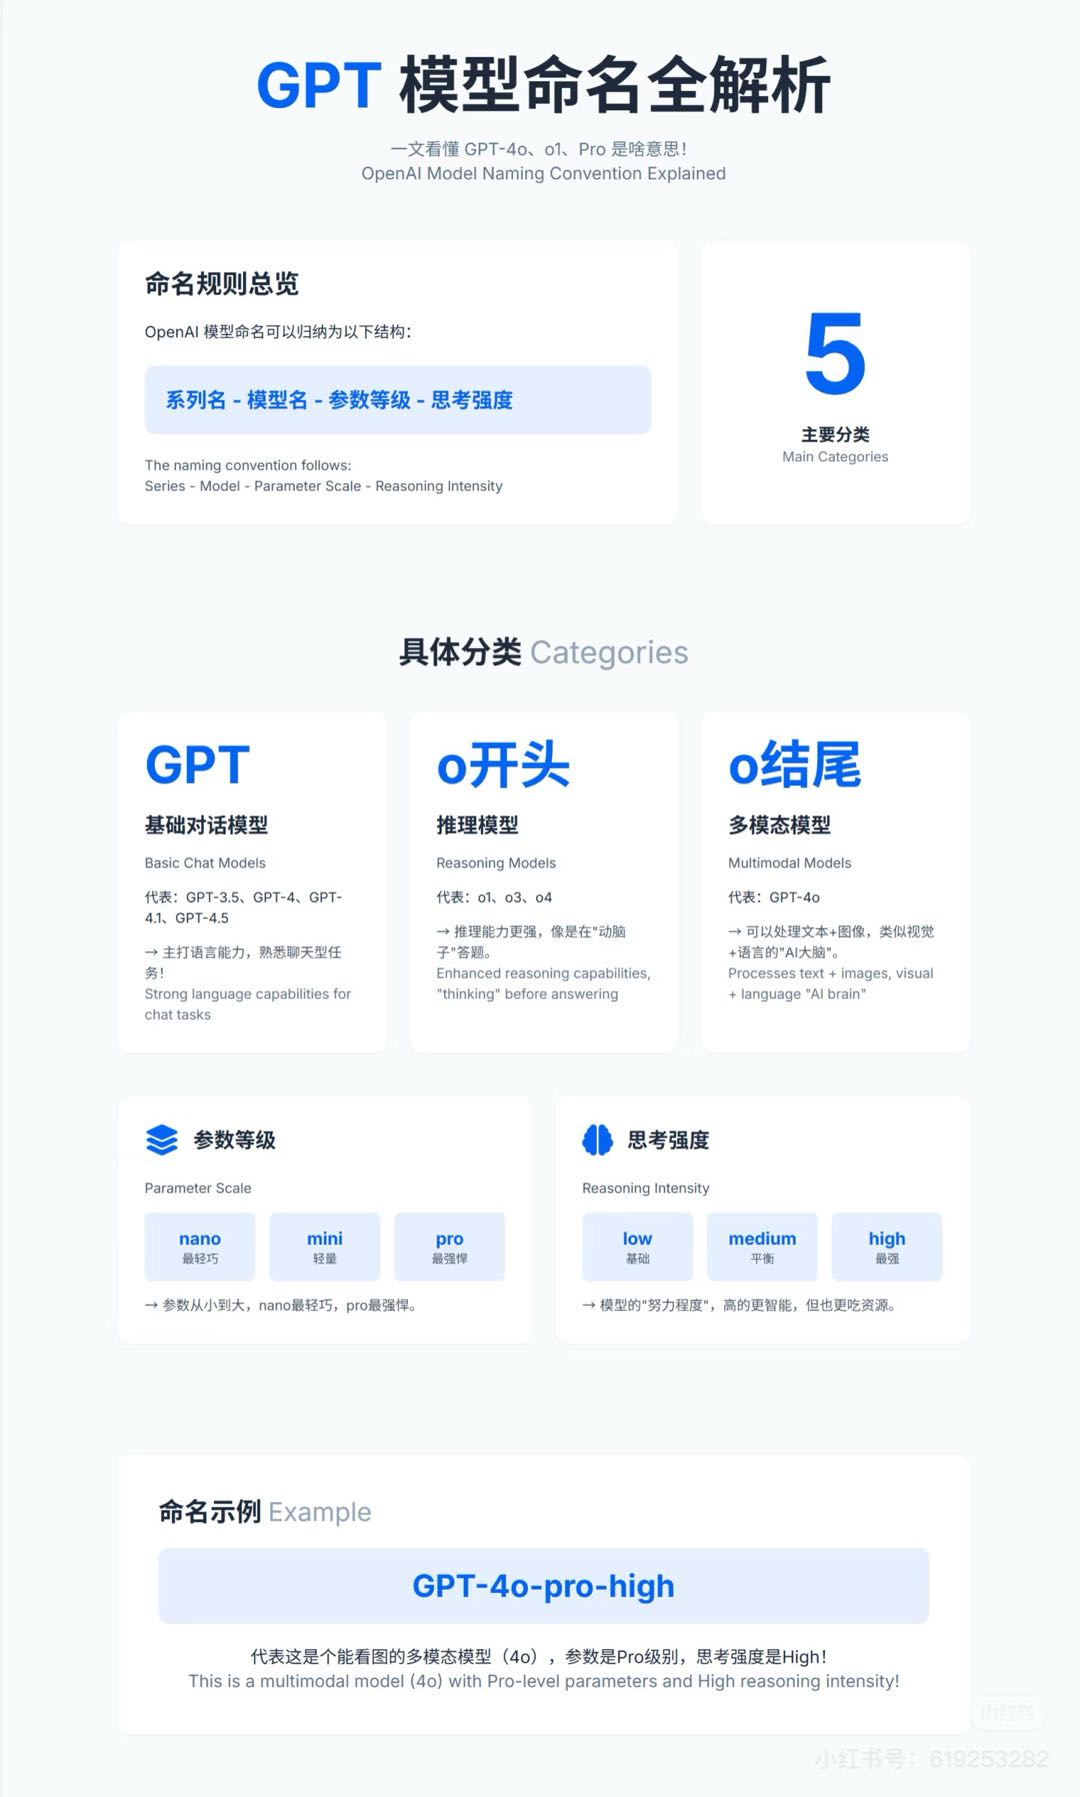 GPT 模型命名全解析
一文看懂 GPT-4o、o1、Pro 是啥意思！
OpenAI Model Naming Convention Explained
命名规则总览
OpenAI 模型命名可以归纳为以下结构：
系列名 - 模型名 - 参数等级 - 思考强度
The naming convention follows:
Series - Model - Parameter Scale - Reasoning Intensity
5
主要分类
Main Categories
具体分类 Categories
GPT
基础对话模型
Basic Chat Models
代表：GPT-3.5、GPT-4、GPT-
4.1、GPT-4.5
→ 主打语言能力，熟悉聊天型任
务！
Strong language capabilities for
chat tasks
o开头
推理模型
Reasoning Models
代表：o1、o3、o4
→ 推理能力更强，像是在"动脑
子"答题。
Enhanced reasoning capabilities,
"thinking" before answering
o结尾
多模态模型
Multimodal Models
代表：GPT-4o
→ 可以处理文本+图像，类似视觉
+语言的"AI大脑"。
Processes text + images, visual
+ language "AI brain"
参数等级
Parameter Scale
nano
最轻巧
mini
轻量
pro
最强悍
→ 参数从小到大，nano最轻巧，pro最强悍。
思考强度
Reasoning Intensity
low
基础
medium
平衡
high
最强
→ 模型的"努力程度"，高的更智能，但也更吃资源。
命名示例 Example
GPT-4o-pro-high
代表这是个能看图的多模态模型（4o），参数是Pro级别，思考强度是High！
This is a multimodal model (4o) with Pro-level parameters and High reasoning intensity!
小红书
小红书号：619253282